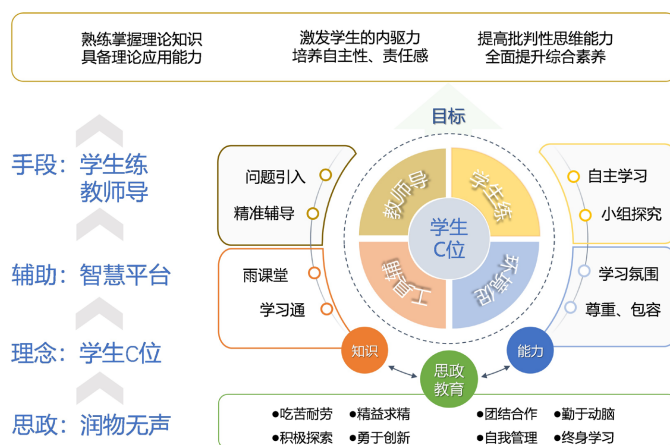 熟练掌握理论知识
具备理论应用能力
激发学生的内驱力
培养自主性、责任感
提高批判性思维能力
全面提升综合素养
目标
手段：学生练
教师导
辅助：智慧平台
理念：学生C位
思政：润物无声
问题引入
精准辅导
雨课堂
学习通
教师导
学生练
工具辅
环境促
学生
C位
自主学习
小组探究
学习氛围
尊重、包容
知识
思政
教育
能力
●吃苦耐劳 ●精益求精 ●团结合作 ●勤于动脑
●积极探索 ●勇于创新 ●自我管理 ●终身学习